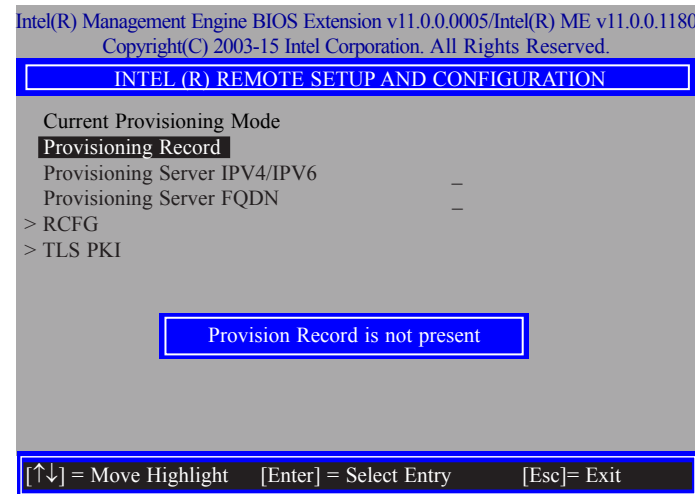 Intel(R) Management Engine BIOS Extension v11.0.0.0005/Intel(R) ME v11.0.0.1180
Copyright(C) 2003-15 Intel Corporation. All Rights Reserved.
INTEL (R) REMOTE SETUP AND CONFIGURATION
Current Provisioning Mode
Provisioning Record
Provisioning Server IPV4/IPV6 _
Provisioning Server FQDN _
> RCFG
> TLS PKI
Provision Record is not present
[↑↓] = Move Highlight [Enter] = Select Entry [Esc]= Exit